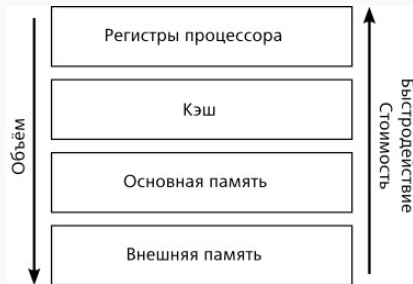 Регистры процессора
Кэш
Основная память
Внешняя память
Объём
Быстродействие
Стоимость